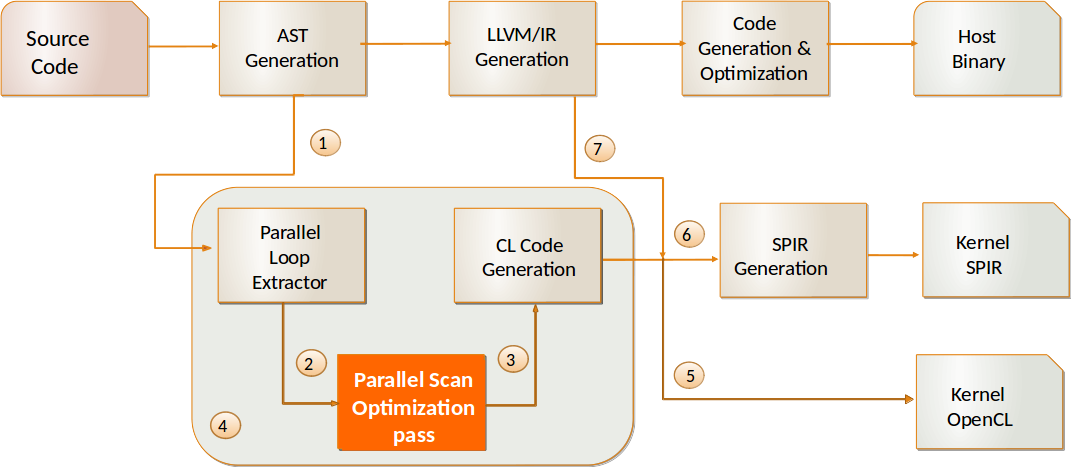 Source
Code
AST
Generation
LLVM/IR
Generation
Code
Generation &
Optimization
Host
Binary
1
7
Parallel
Loop
Extractor
CL Code
Generation
6
SPIR
Generation
Kernel
SPIR
2
3
Parallel Scan
Optimization
pass
4
5
Kernel
OpenCL